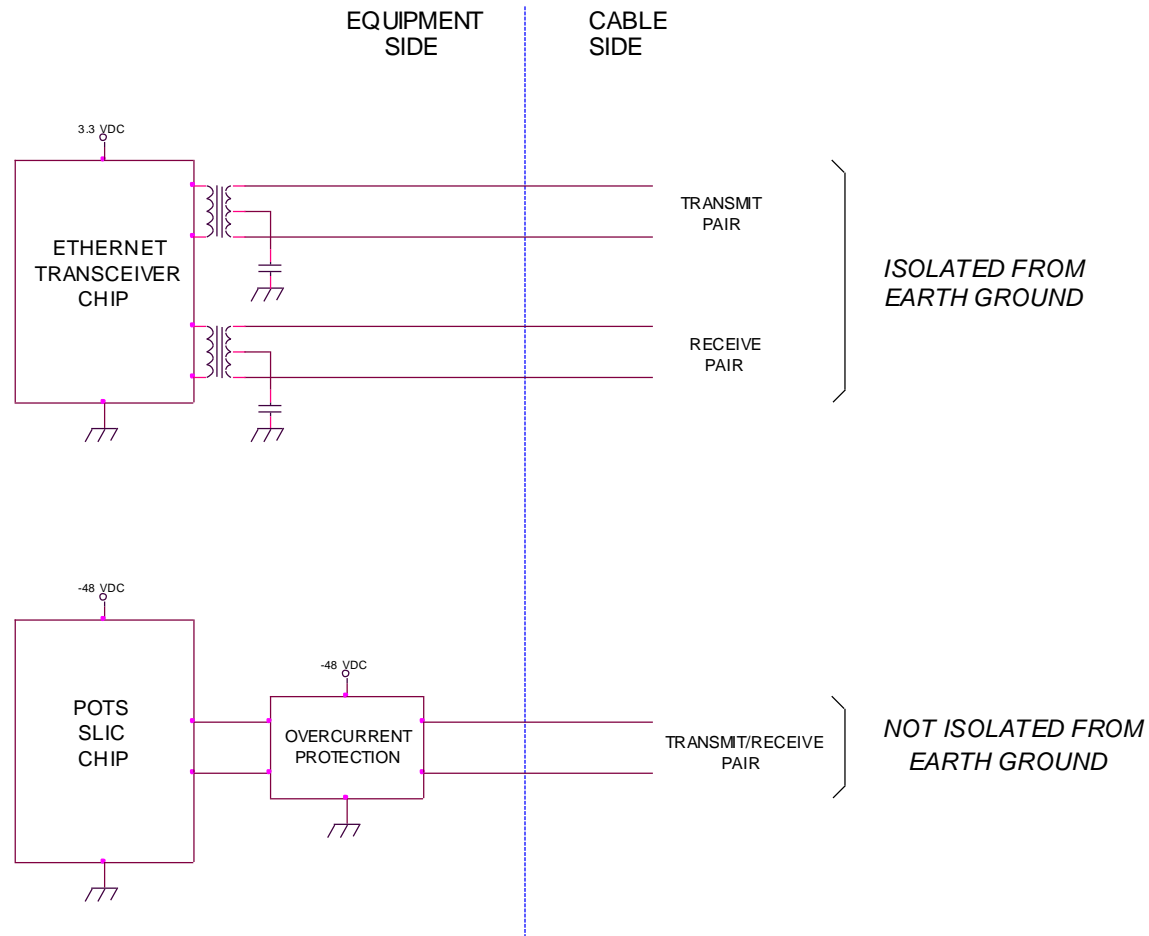 EQUIPMENT
SIDE
CABLE
SIDE
3.3 VDC
ETHERNET
TRANSCEIVER
CHIP
TRANSMIT
PAIR
RECEIVE
PAIR
ISOLATED FROM
EARTH GROUND
-48 VDC
POTS
SLIC
CHIP
-48 VDC
OVERCURRENT
PROTECTION
TRANSMIT/RECEIVE
PAIR
NOT ISOLATED FROM
EARTH GROUND